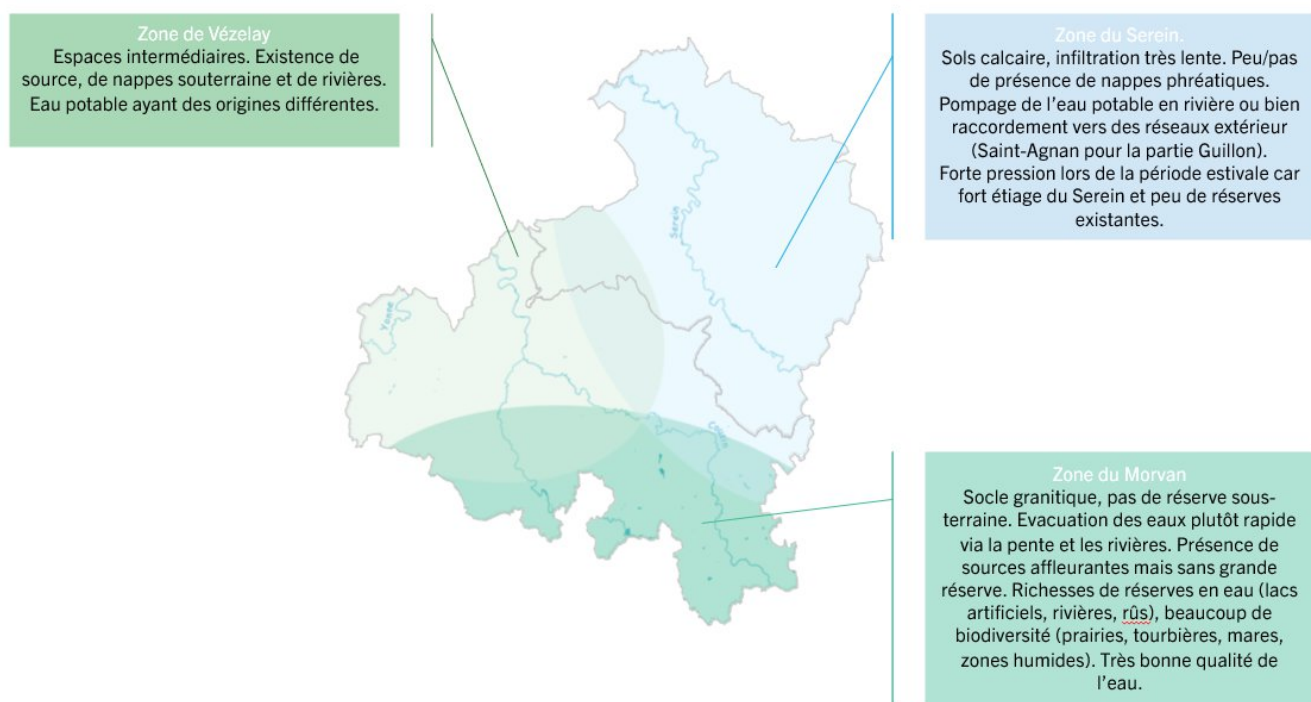 Zone de Vézelay
Espaces intermédiaires. Existence de
source, de nappes souterraine et de rivières.
Eau potable ayant des origines différentes.
Zone du Serein.
Sols calcaire, infiltration très lente. Peu/pas
de présence de nappes phréatiques.
Pompage de l'eau potable en rivière ou bien
raccordement vers des réseaux extérieur
(Saint-Agnan pour la partie Guillon).
Forte pression lors de la période estivale car
fort étiage du Serein et peu de réserves
existantes.
Serein
Yonne
Cousin
Zone du Morvan
Socle granitique, pas de réserve sous-
terraine. Evacuation des eaux plutôt rapide
via la pente et les rivières. Présence de
sources affleurantes mais sans grande
réserve. Richesses de réserves en eau (lacs
artificiels, rivières, rûs), beaucoup de
biodiversité (prairies, tourbières, mares,
zones humides). Très bonne qualité de
l'eau.